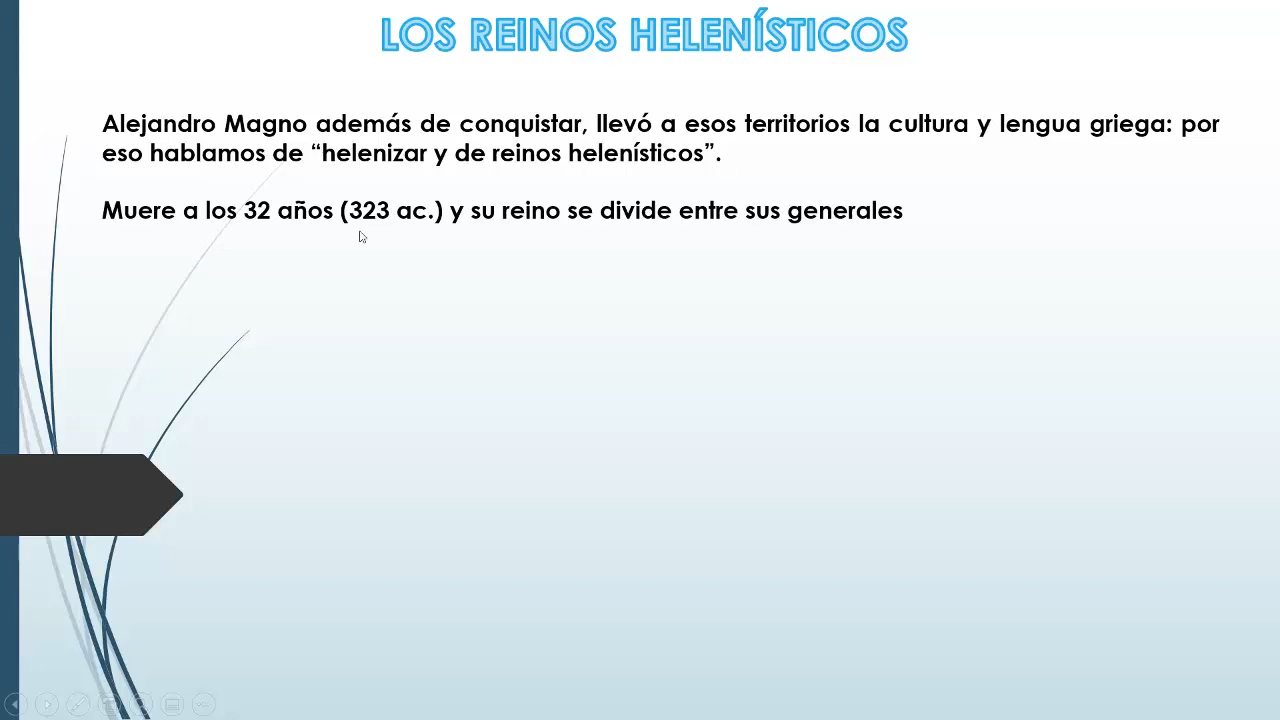 LOS REINOS HELENÍSTICOS
Alejandro Magno además de conquistar, llevó a esos territorios la cultura y lengua griega: por
eso hablamos de “helenizar y de reinos helenísticos”.
Muere a los 32 años (323 ac.) y su reino se divide entre sus generales